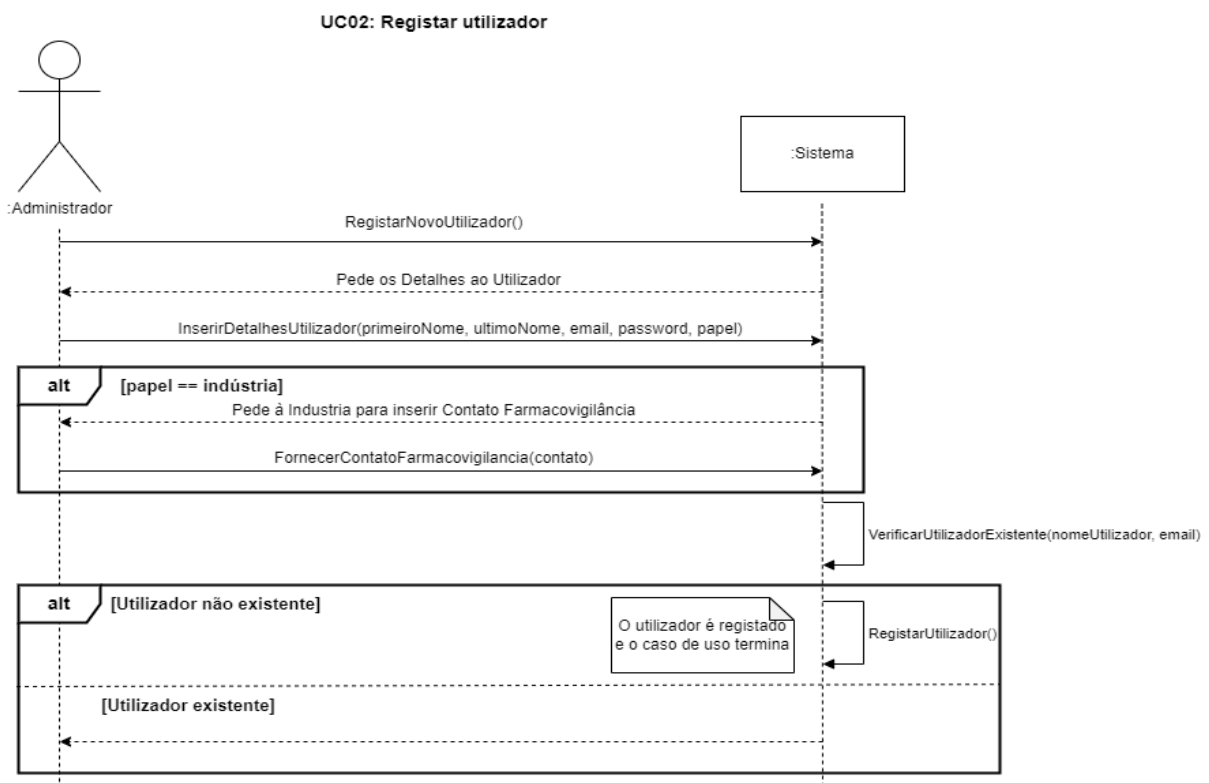 UC02: Registar utilizador
:Sistema
:Administrador
RegistarNovoUtilizador()
Pede os Detalhes ao Utilizador
InserirDetalhesUtilizador(primeiroNome, ultimoNome, email, password, papel)
alt
[papel == indústria]
Pede à Industria para inserir Contato Farmacovigilância
FornecerContatoFarmacovigilancia(contato)
VerificarUtilizadorExistente(nomeUtilizador, email)
alt
[Utilizador não existente]
O utilizador é registado
e o caso de uso termina
RegistarUtilizador()
[Utilizador existente]